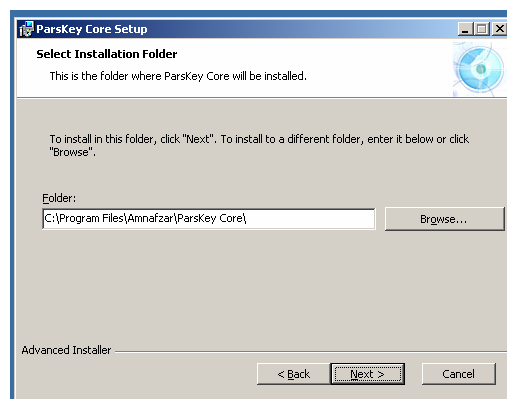 ParsKey Core Setup
Select Installation Folder
This is the folder where ParsKey Core will be installed.
To install in this folder, click "Next". To install to a different folder, enter it below or click
"Browse".
Folder:
C:\Program Files\Amnafzar\ParsKey Core\
Browse...
Advanced Installer
< Back
Next >
Cancel